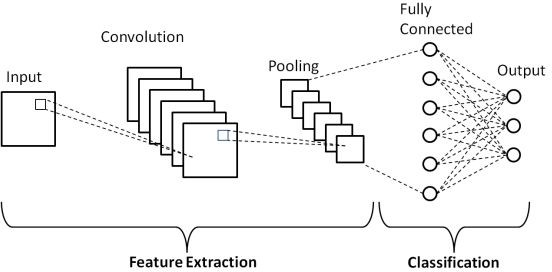 Input
Convolution
Pooling
Fully
Connected
Output
Feature Extraction
Classification